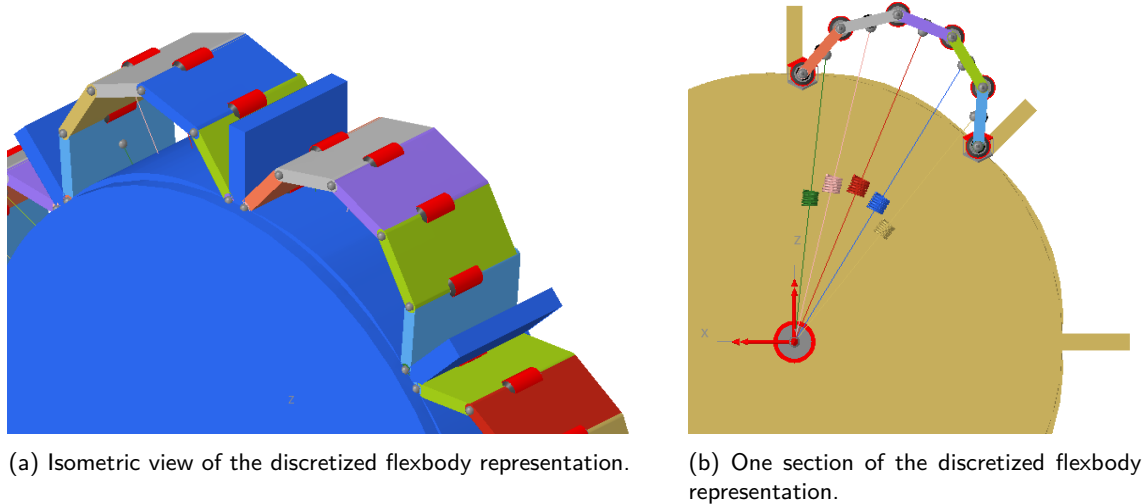 z
z
x
(a) Isometric view of the discretized flexbody representation.
(b) One section of the discretized flexbody
representation.